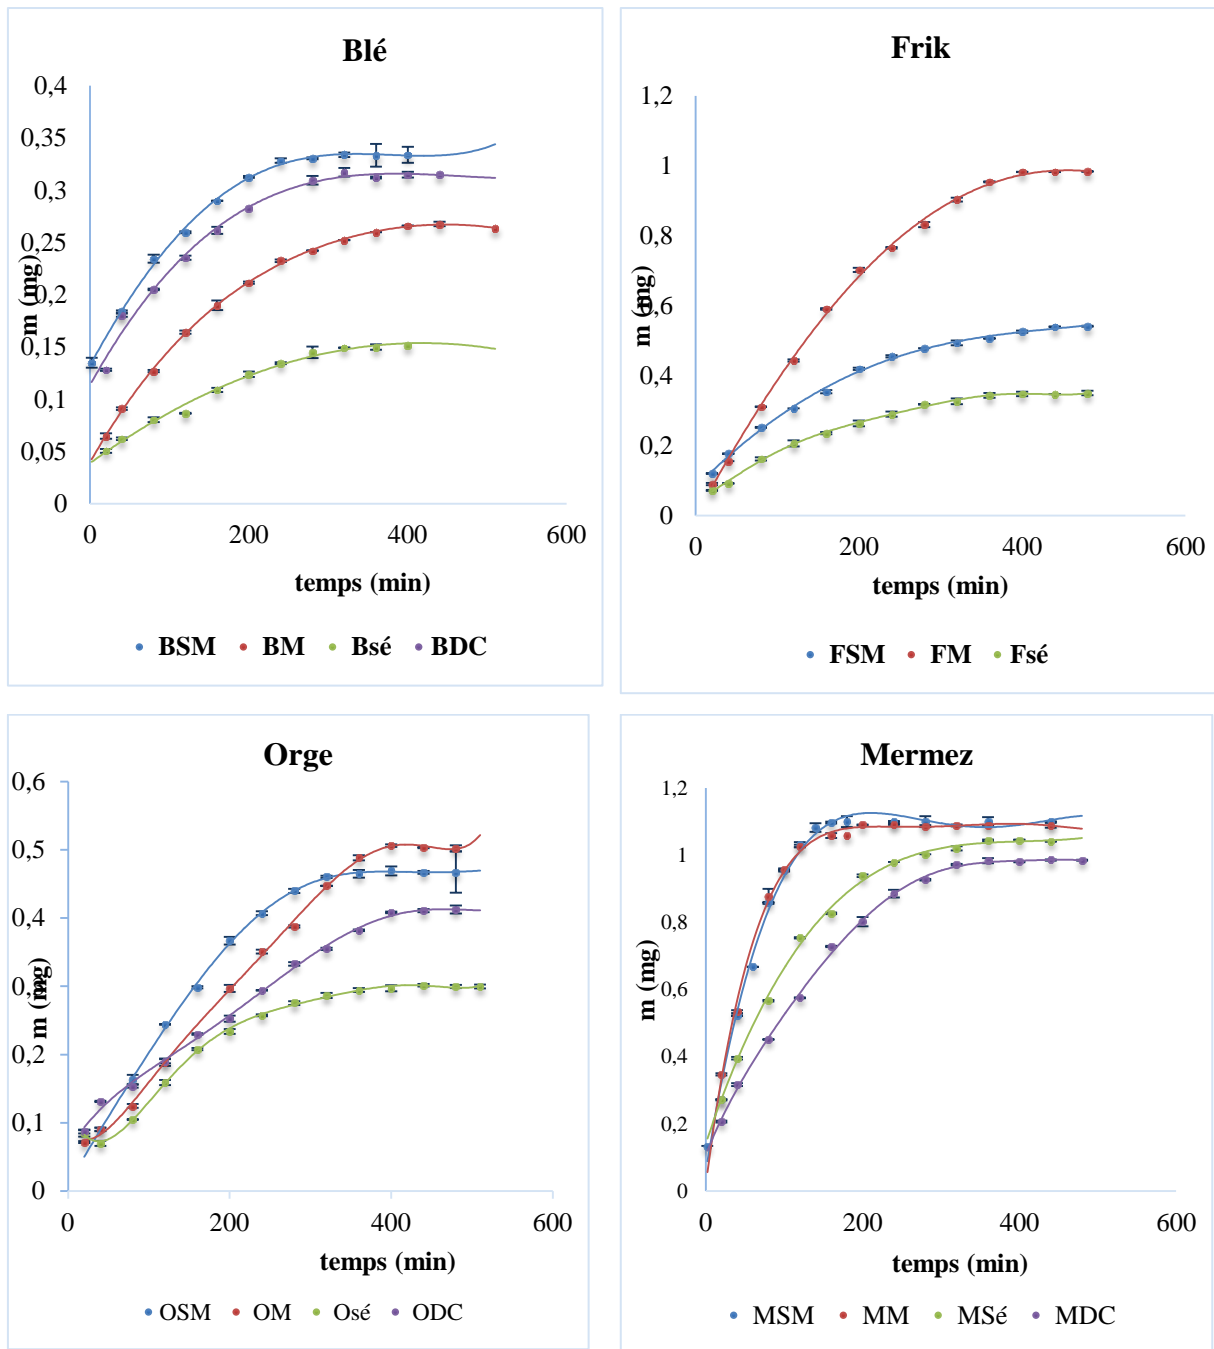 Blé
0,4
0,35
0,3
0,25
0,2
0,15
0,1
0,05
0
m (mg)
0 200 400 600
temps (min)
BSM BM Bsé BDC
Frik
1,2
1
0,8
0,6
0,4
0,2
0
m (mg)
0 200 400 600
temps (min)
FSM FM Fsé
Orge
0,6
0,5
0,4
0,3
0,2
0,1
0
m (mg)
0 200 400 600
temps (min)
OSM OM Osé ODC
Mermez
1,2
1
0,8
0,6
0,4
0,2
0
m (mg)
0 200 400 600
temps (min)
MSM MM MSé MDC